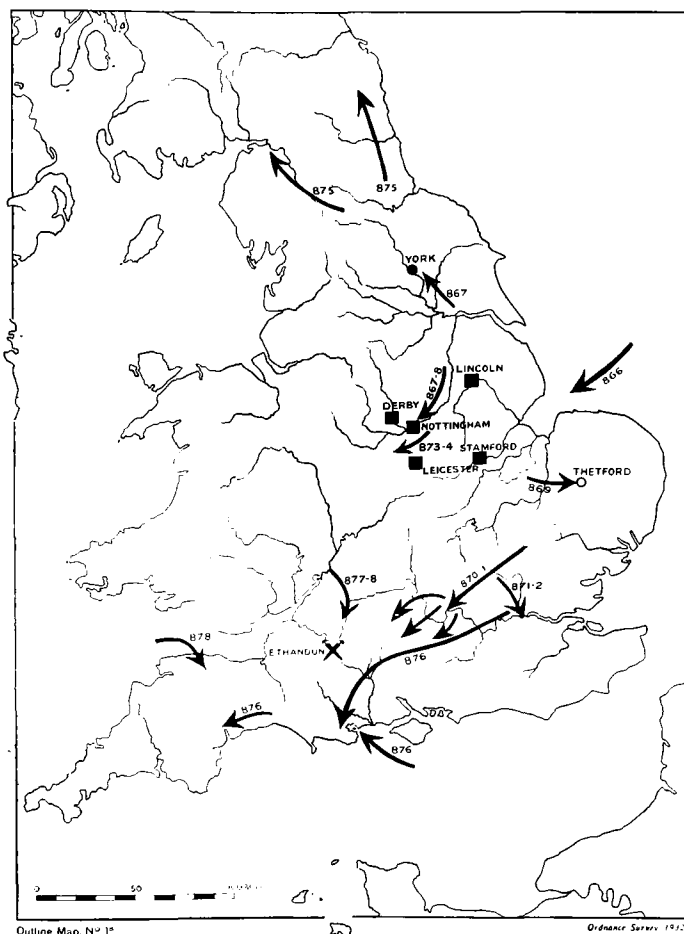 875
875
YORK
867
866
867-8
LINCOLN
DERBY
NOTTINGHAM
873-4
STAMFORD
LEICESTER
THETFORD
869
877-8
870-1
871-2
878
ETHANDUN
876
876
876
0 50
Outline Map. Nº 1ª
Ordnance Survey